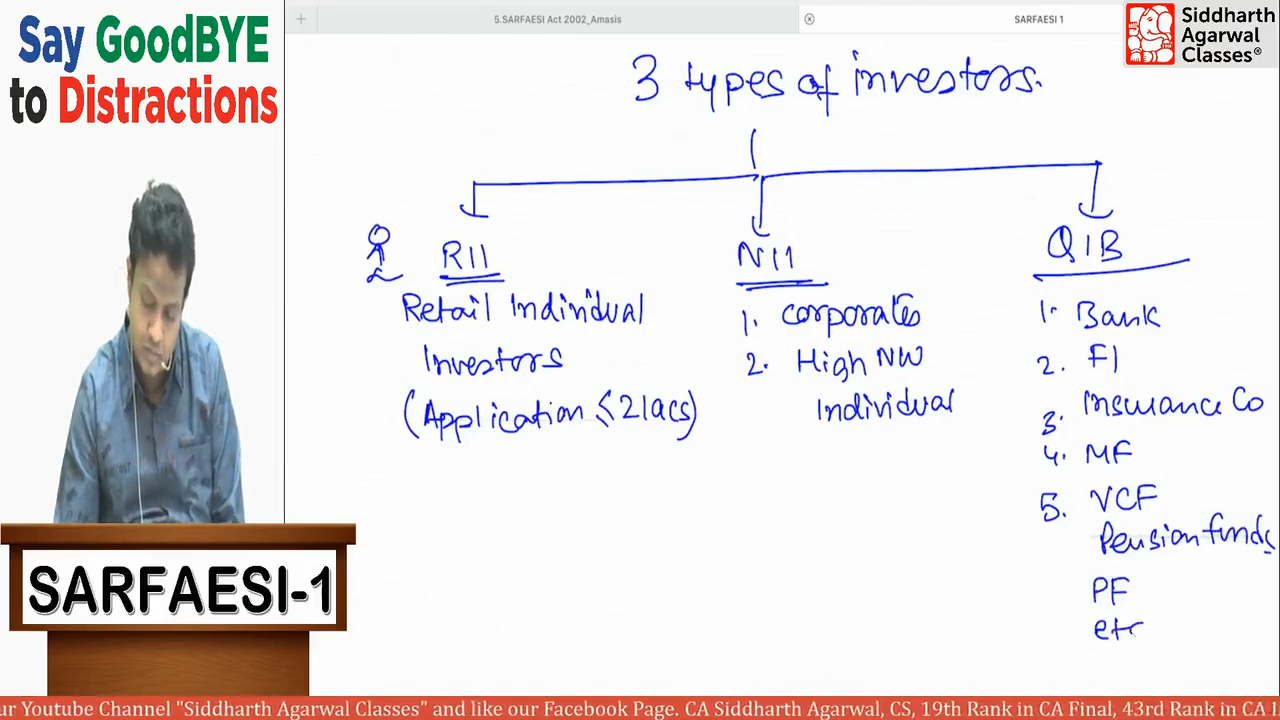 Say GoodBYE
to Distractions
5.SARFAESI Act 2002_Amasis
SARFAESI 1
Siddharth
Agarwal
Classes®
3 types of investors.
RII
Retail Individual
Investors
(Application ≤ 2 lacs)
NII
1. Corporates
2. High NW
Individual
QIB
1. Bank
2. FI
3. Insurance Co
4. MF
5. VCF
Pension funds
PF
etc
SARFAESI-1
ur Youtube Channel "Siddharth Agarwal Classes" and like our Facebook Page. CA Siddharth Agarwal, CS, 19th Rank in CA Final, 43rd Rank in CA I